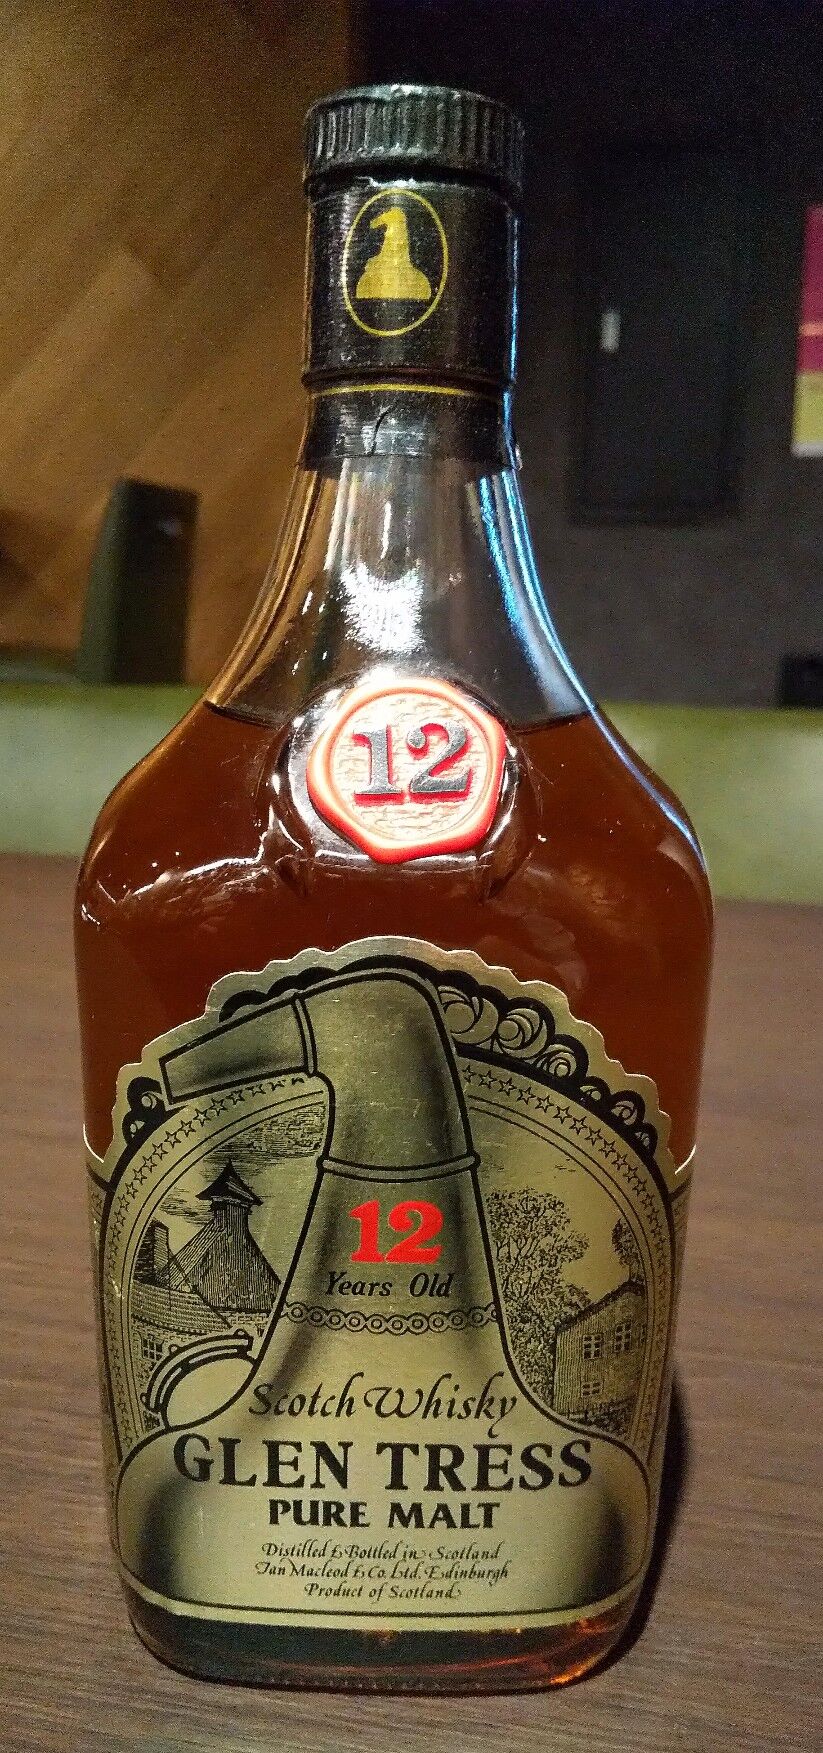 12
12
Years Old
Scotch Whisky
GLEN TRESS
PURE MALT
Distilled & Bottled in Scotland
Ian Macleod & Co. Ltd. Edinburgh
Product of Scotland